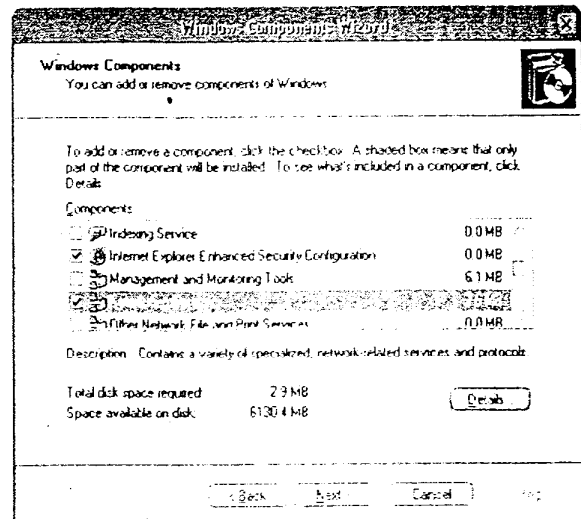 Windows Components Wizard
Windows Components
You can add or remove components of Windows
To add or remove a component, click the checkbox. A shaded box means that only
part of the component will be installed. To see what's included in a component, click
Details
Components
Indexing Service 0.0 MB
Internet Explorer Enhanced Security Configuration 0.0 MB
Management and Monitoring Tools 6.1 MB
Other Network File and Print Services 0.0 MB
Description: Contains a variety of specialized, network-related services and protocols.
Total disk space required: 2.9 MB
Space available on disk: 6130.4 MB
Details...
< Back Next > Cancel